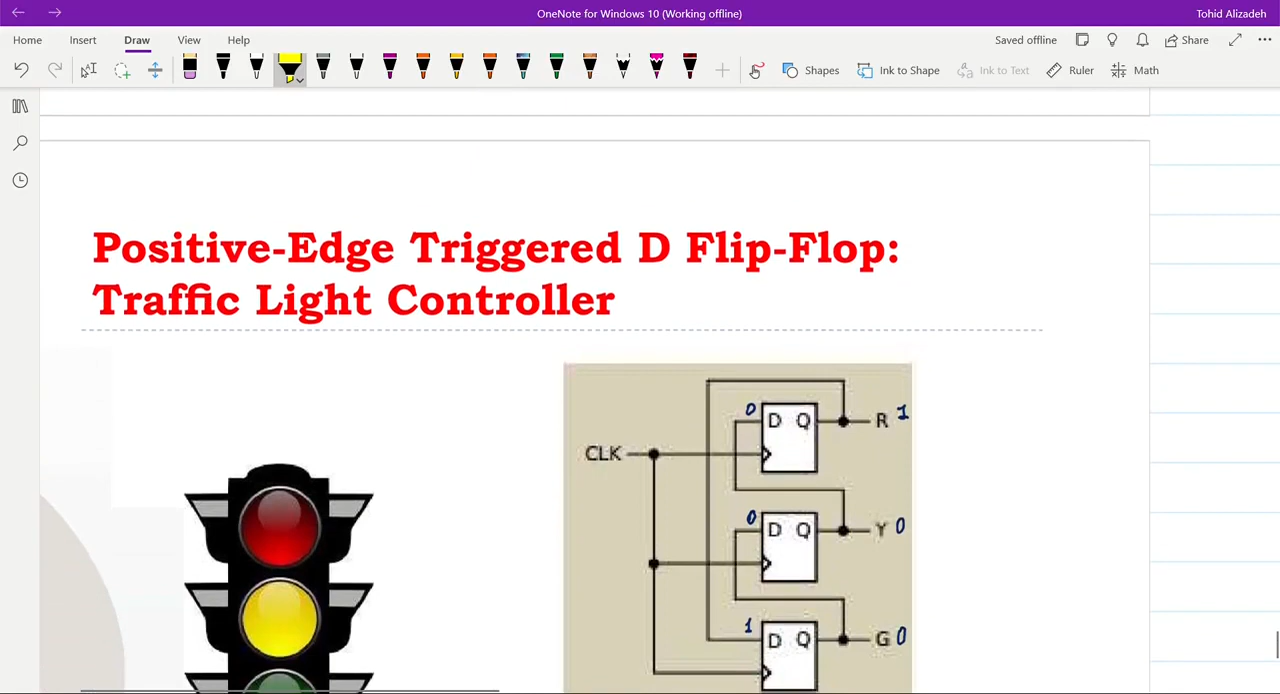 OneNote for Windows 10 (Working offline)
Tohid Alizadeh
Home Insert Draw View Help
Saved offline
Share
Shapes
Ink to Shape
Ink to Text
Ruler
Math
Positive-Edge Triggered D Flip-Flop:
Traffic Light Controller
0 D Q R 1
CLK
0 D Q Y 0
1 D Q G 0